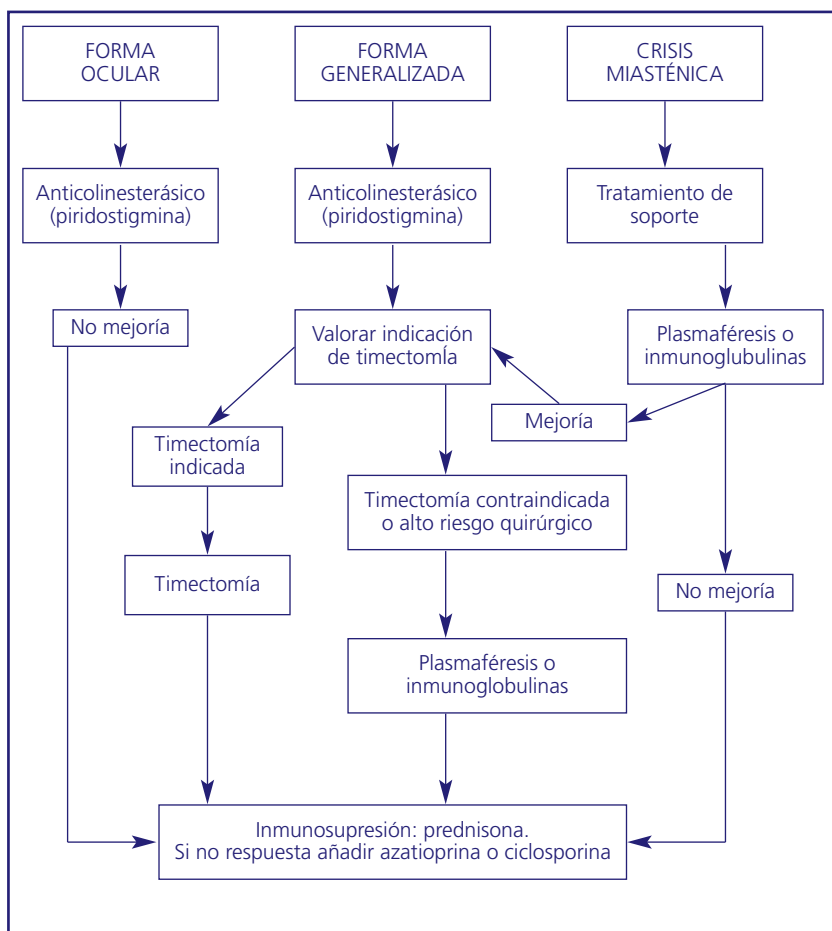 FORMA
OCULAR
FORMA
GENERALIZADA
CRISIS
MIASTÉNICA
Anticolinesterásico
(piridostigmina)
Anticolinesterásico
(piridostigmina)
Tratamiento de
soporte
No mejoría
Valorar indicación
de timectomía
Plasmaféresis o
inmunoglubulinas
Mejoría
Timectomía
indicada
Timectomía contraindicada
o alto riesgo quirúrgico
Timectomía
No mejoría
Plasmaféresis o
inmunoglobulinas
Inmunosupresión: prednisona.
Si no respuesta añadir azatioprina o ciclosporina